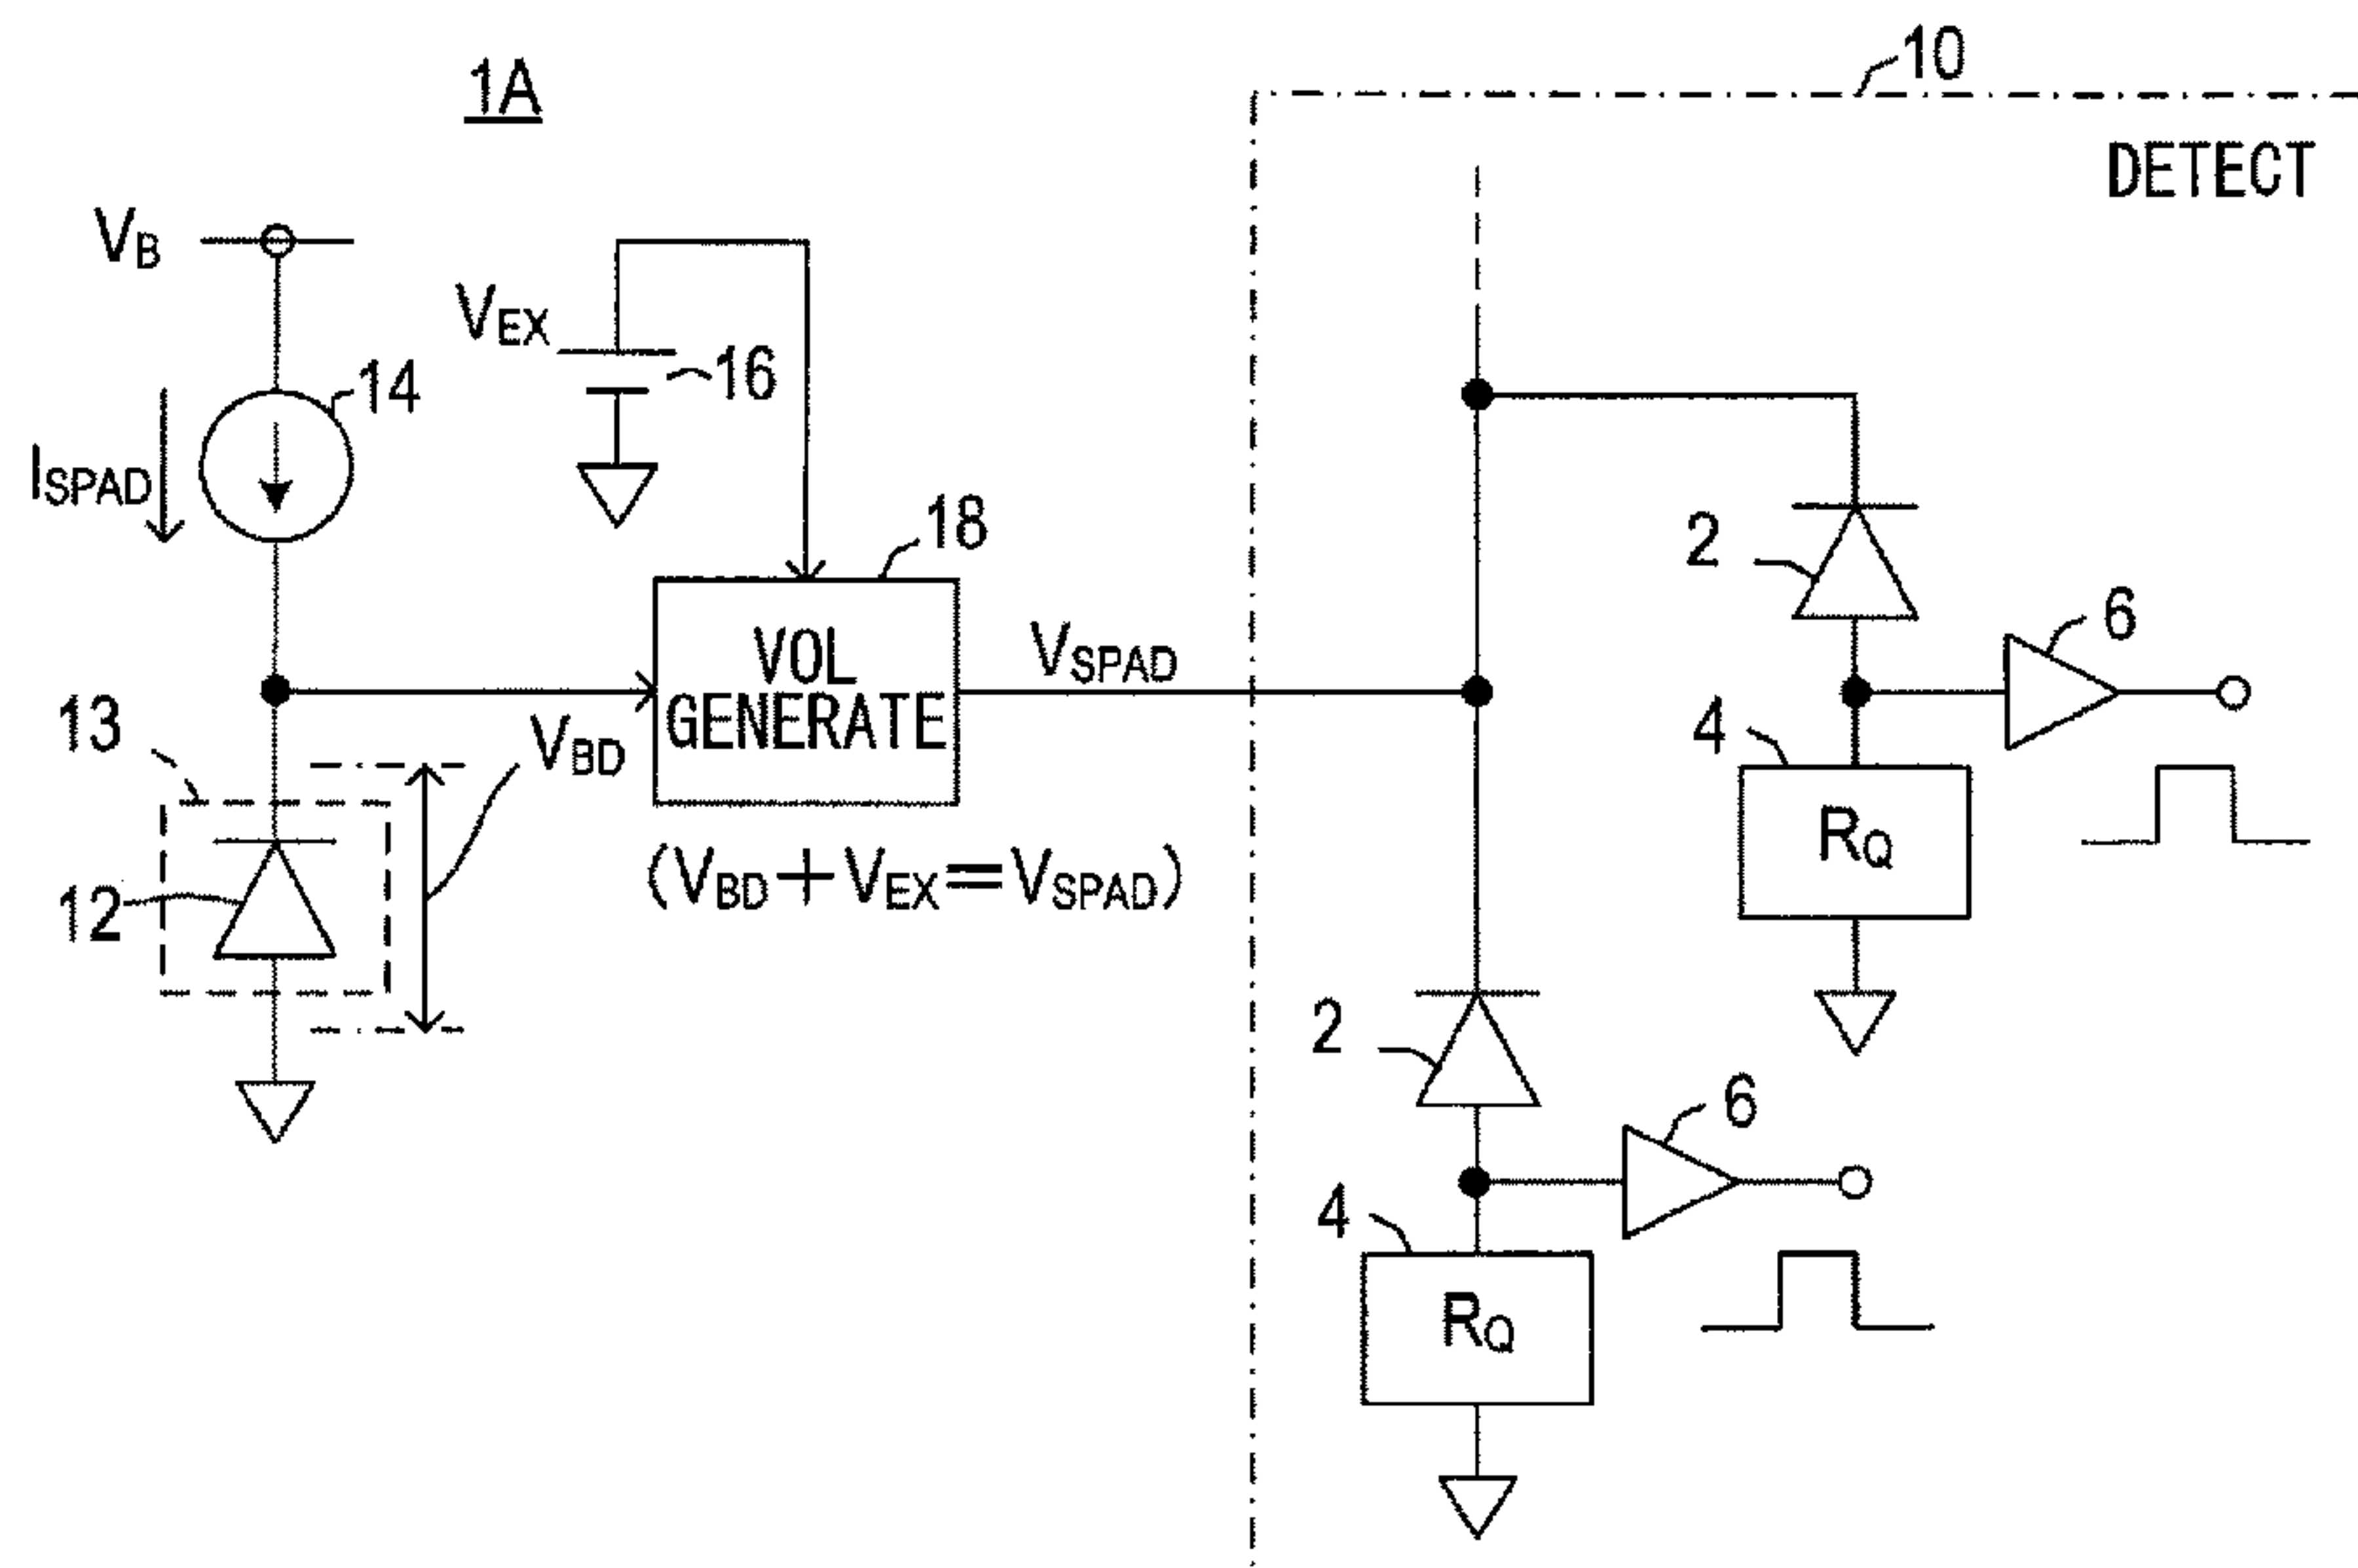 1A
10
DETECT
VB
VEX
16
14
ISPAD
18
2
VOL
GENERATE
VSPAD
6
13
VBD
4
RQ
12
(VBD+VEX=VSPAD)
2
6
4
RQ